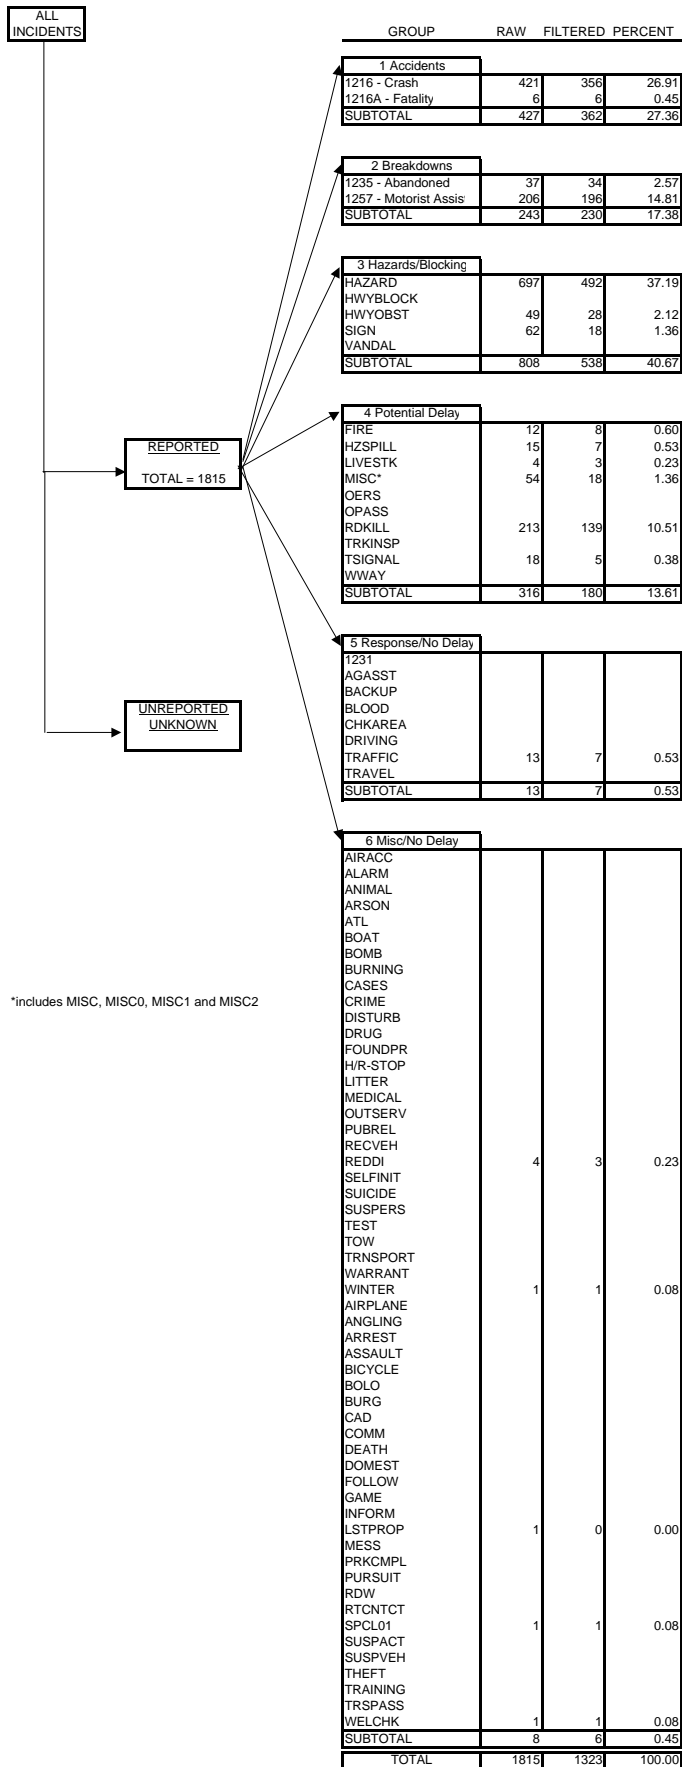 ALL
INCIDENTS
GROUP RAW FILTERED PERCENT
1 Accidents
1216 - Crash 421 356 26.91
1216A - Fatality 6 6 0.45
SUBTOTAL 427 362 27.36
2 Breakdowns
1235 - Abandoned 37 34 2.57
1257 - Motorist Assis 206 196 14.81
SUBTOTAL 243 230 17.38
3 Hazards/Blocking
HAZARD 697 492 37.19
HWYBLOCK
HWYOBST 49 28 2.12
SIGN 62 18 1.36
VANDAL
SUBTOTAL 808 538 40.67
4 Potential Delay
FIRE 12 8 0.60
HZSPILL 15 7 0.53
LIVESTK 4 3 0.23
MISC* 54 18 1.36
OERS
OPASS
RDKILL 213 139 10.51
TRKINSP
TSIGNAL 18 5 0.38
WWAY
SUBTOTAL 316 180 13.61
REPORTED
TOTAL = 1815
5 Response/No Delay
1231
AGASST
BACKUP
BLOOD
CHKAREA
DRIVING
TRAFFIC 13 7 0.53
TRAVEL
SUBTOTAL 13 7 0.53
UNREPORTED
UNKNOWN
6 Misc/No Delay
AIRACC
ALARM
ANIMAL
ARSON
ATL
BOAT
BOMB
BURNING
CASES
CRIME
DISTURB
DRUG
FOUNDPR
H/R-STOP
LITTER
MEDICAL
OUTSERV
PUBREL
RECVEH
REDDI 4 3 0.23
SELFINIT
SUICIDE
SUSPERS
TEST
TOW
TRNSPORT
WARRANT
WINTER 1 1 0.08
AIRPLANE
ANGLING
ARREST
ASSAULT
BICYCLE
BOLO
BURG
CAD
COMM
DEATH
DOMEST
FOLLOW
GAME
INFORM
LSTPROP 1 0 0.00
MESS
PRKCMPL
PURSUIT
RDW
RTCNTCT
SPCL01 1 1 0.08
SUSPACT
SUSPVEH
THEFT
TRAINING
TRSPASS
WELCHK 1 1 0.08
SUBTOTAL 8 6 0.45
TOTAL 1815 1323 100.00
*includes MISC, MISC0, MISC1 and MISC2